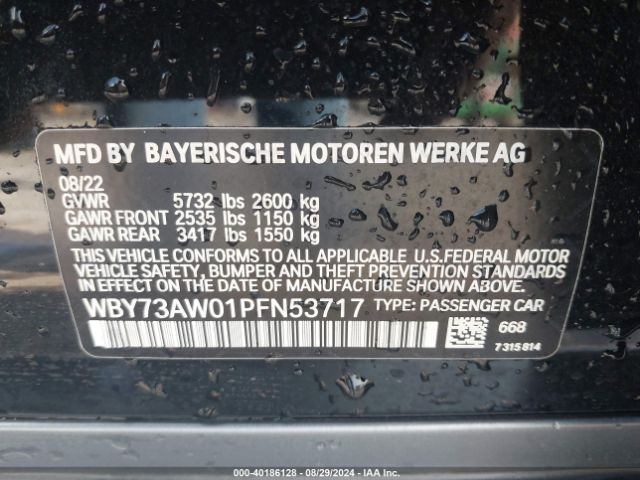 MFD BY BAYERISCHE MOTOREN WERKE AG
08/22
GVWR 5732 lbs 2600 kg
GAWR FRONT 2535 lbs 1150 kg
GAWR REAR 3417 lbs 1550 kg
THIS VEHICLE CONFORMS TO ALL APPLICABLE U.S.FEDERAL MOTOR
VEHICLE SAFETY, BUMPER AND THEFT PREVENTION STANDARDS
IN EFFECT ON THE DATE OF MANUFACTURE SHOWN ABOVE.
WBY73AW01PFN53717 TYPE: PASSENGER CAR
668
7315814
000-40186128 - 08/29/2024 - IAA Inc.